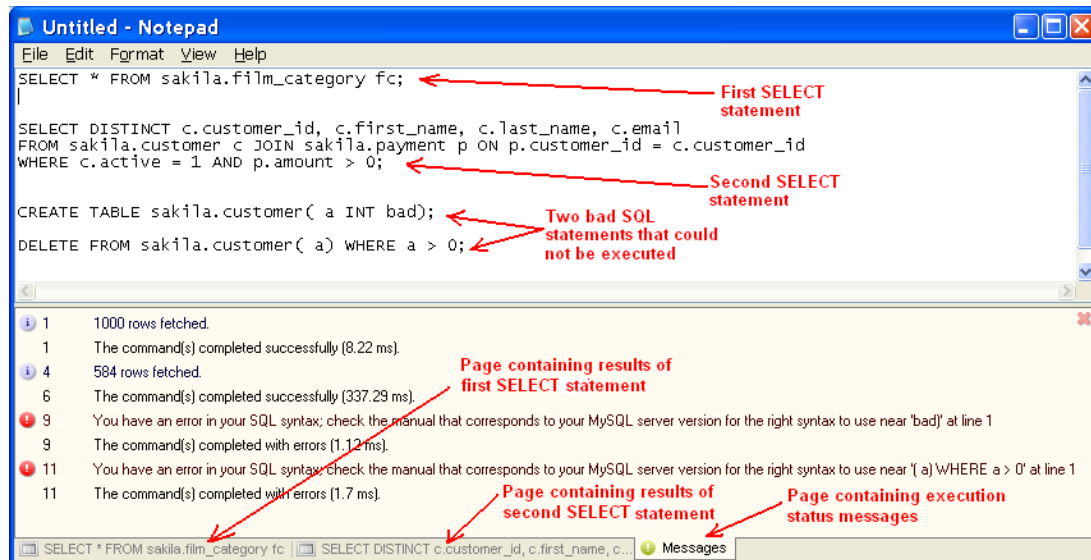 Untitled - Notepad
File Edit Format View Help
SELECT * FROM sakila.film_category fc;
First SELECT
statement
SELECT DISTINCT c.customer_id, c.first_name, c.last_name, c.email
FROM sakila.customer c JOIN sakila.payment p ON p.customer_id = c.customer_id
WHERE c.active = 1 AND p.amount > 0;
Second SELECT
statement
CREATE TABLE sakila.customer( a INT bad);
Two bad SQL
statements that could
not be executed
DELETE FROM sakila.customer( a) WHERE a > 0;
1 1000 rows fetched.
1 The command(s) completed successfully (8.22 ms).
4 584 rows fetched.
Page containing results of
first SELECT statement
6 The command(s) completed successfully (337.29 ms).
9 You have an error in your SQL syntax; check the manual that corresponds to your MySQL server version for the right syntax to use near 'bad)' at line 1
9 The command(s) completed with errors (1.12 ms).
11 You have an error in your SQL syntax; check the manual that corresponds to your MySQL server version for the right syntax to use near '( a) WHERE a > 0' at line 1
11 The command(s) completed with errors (1.7 ms).
Page containing results of
second SELECT statement
Page containing execution
status messages
SELECT * FROM sakila.film_category fc
SELECT DISTINCT c.customer_id, c.first_name, c...
Messages